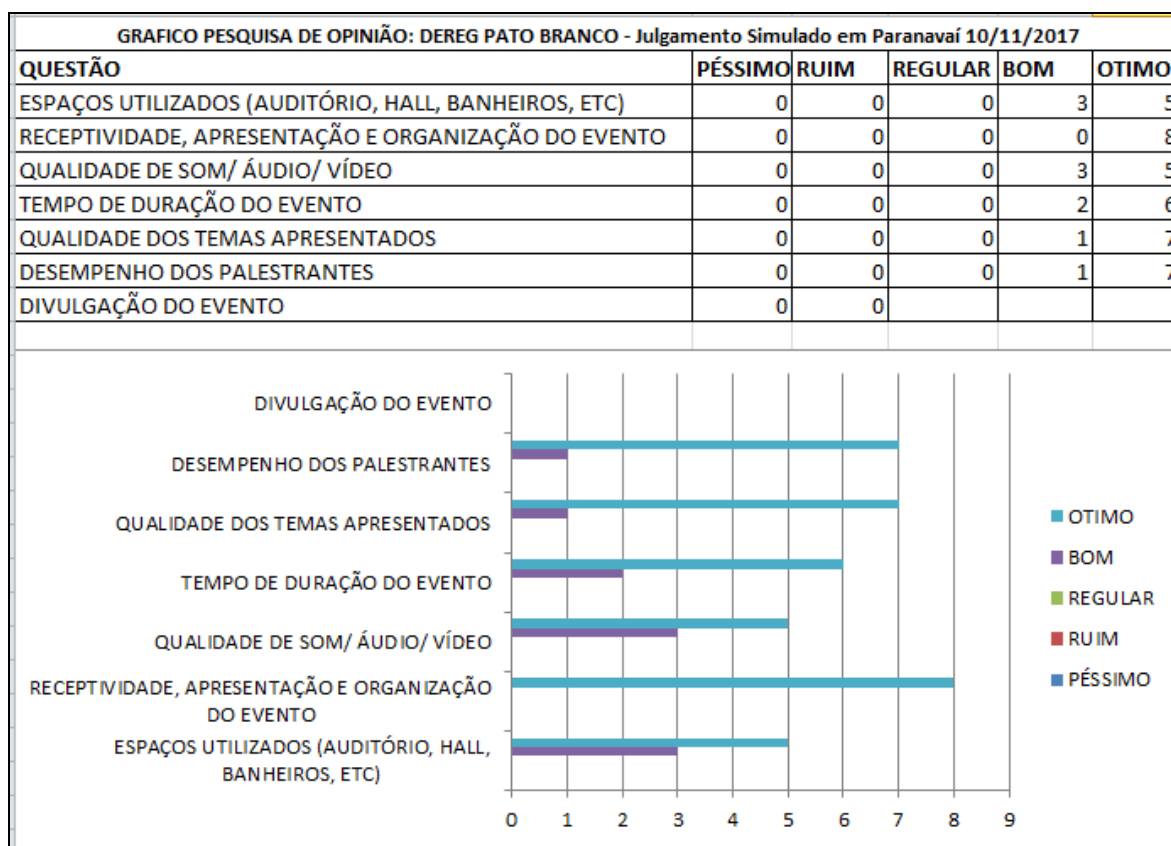 GRAFICO PESQUISA DE OPINIÃO: DEREG PATO BRANCO - Julgamento Simulado em Paranavaí 10/11/2017
QUESTÃO PÉSSIMO RUIM REGULAR BOM OTIMO
ESPAÇOS UTILIZADOS (AUDITÓRIO, HALL, BANHEIROS, ETC) 0 0 0 3 5
RECEPTIVIDADE, APRESENTAÇÃO E ORGANIZAÇÃO DO EVENTO 0 0 0 0 8
QUALIDADE DE SOM/ ÁUDIO/ VÍDEO 0 0 0 3 5
TEMPO DE DURAÇÃO DO EVENTO 0 0 0 2 6
QUALIDADE DOS TEMAS APRESENTADOS 0 0 0 1 7
DESEMPENHO DOS PALESTRANTES 0 0 0 1 7
DIVULGAÇÃO DO EVENTO 0 0
DIVULGAÇÃO DO EVENTO
DESEMPENHO DOS PALESTRANTES
QUALIDADE DOS TEMAS APRESENTADOS
TEMPO DE DURAÇÃO DO EVENTO
QUALIDADE DE SOM/ ÁUDIO/ VÍDEO
RECEPTIVIDADE, APRESENTAÇÃO E ORGANIZAÇÃO
DO EVENTO
ESPAÇOS UTILIZADOS (AUDITÓRIO, HALL,
BANHEIROS, ETC)
0 1 2 3 4 5 6 7 8 9
OTIMO
BOM
REGULAR
RUIM
PÉSSIMO